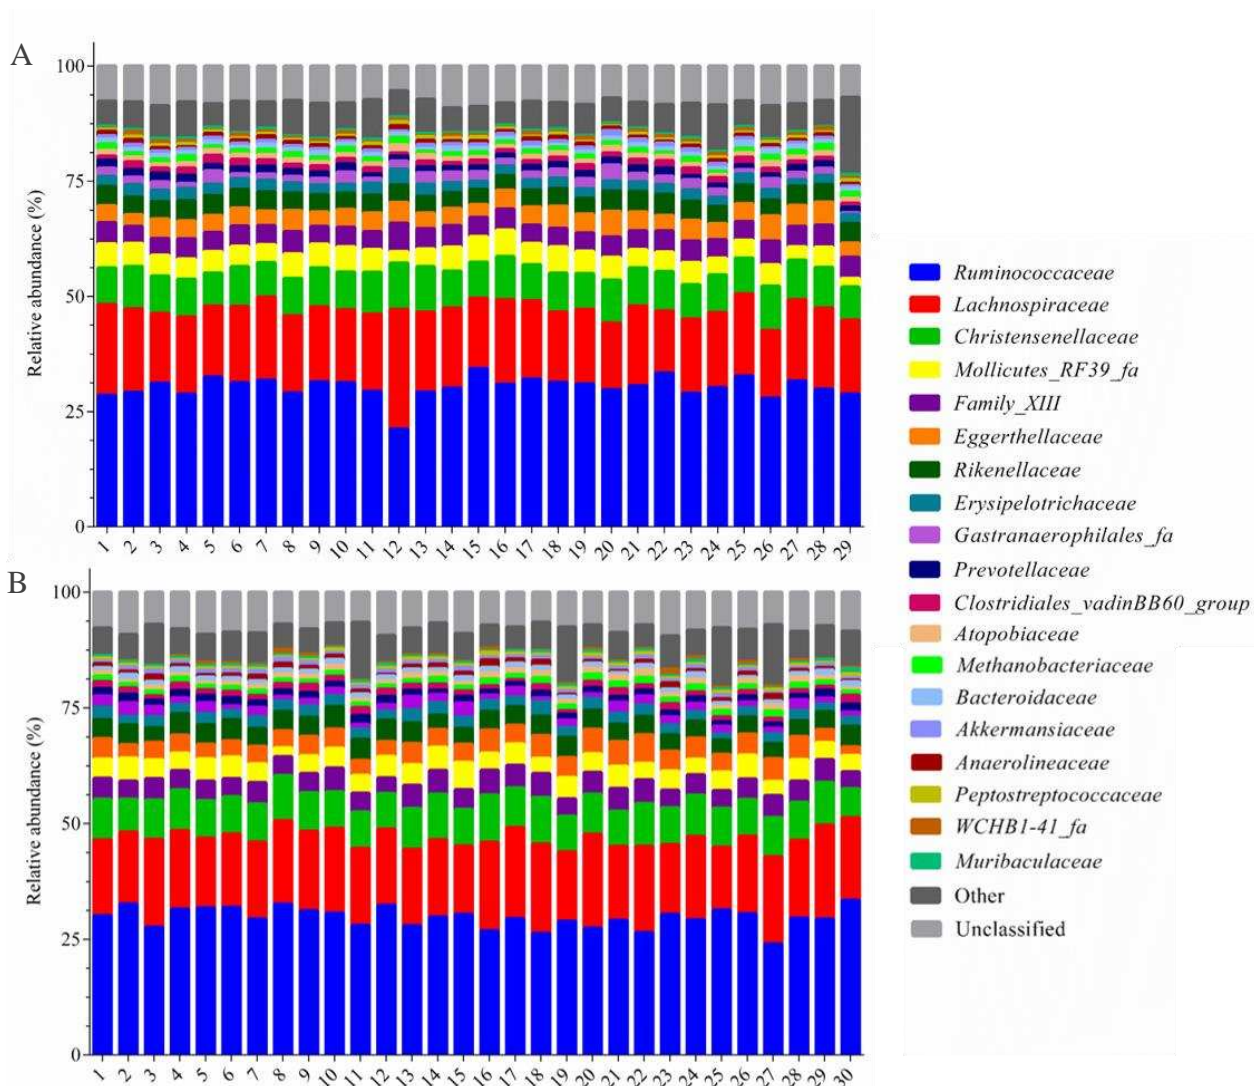 A
100
75
50
25
0
Relative abundance (%)
1 2 3 4 5 6 7 8 9 10 11 12 13 14 15 16 17 18 19 20 21 22 23 24 25 26 27 28 29
B
100
75
50
25
0
Relative abundance (%)
1 2 3 4 5 6 7 8 9 10 11 12 13 14 15 16 17 18 19 20 21 22 23 24 25 26 27 28 29 30
Ruminococcaceae
Lachnospiraceae
Christensenellaceae
Mollicutes_RF39_fa
Family_XIII
Eggerthellaceae
Rikenellaceae
Erysipelotrichaceae
Gastranaerophilales_fa
Prevotellaceae
Clostridiales_vadinBB60_group
Atopobiaceae
Methanobacteriaceae
Bacteroidaceae
Akkermansiaceae
Anaerolineaceae
Peptostreptococcaceae
WCHB1-41_fa
Muribaculaceae
Other
Unclassified